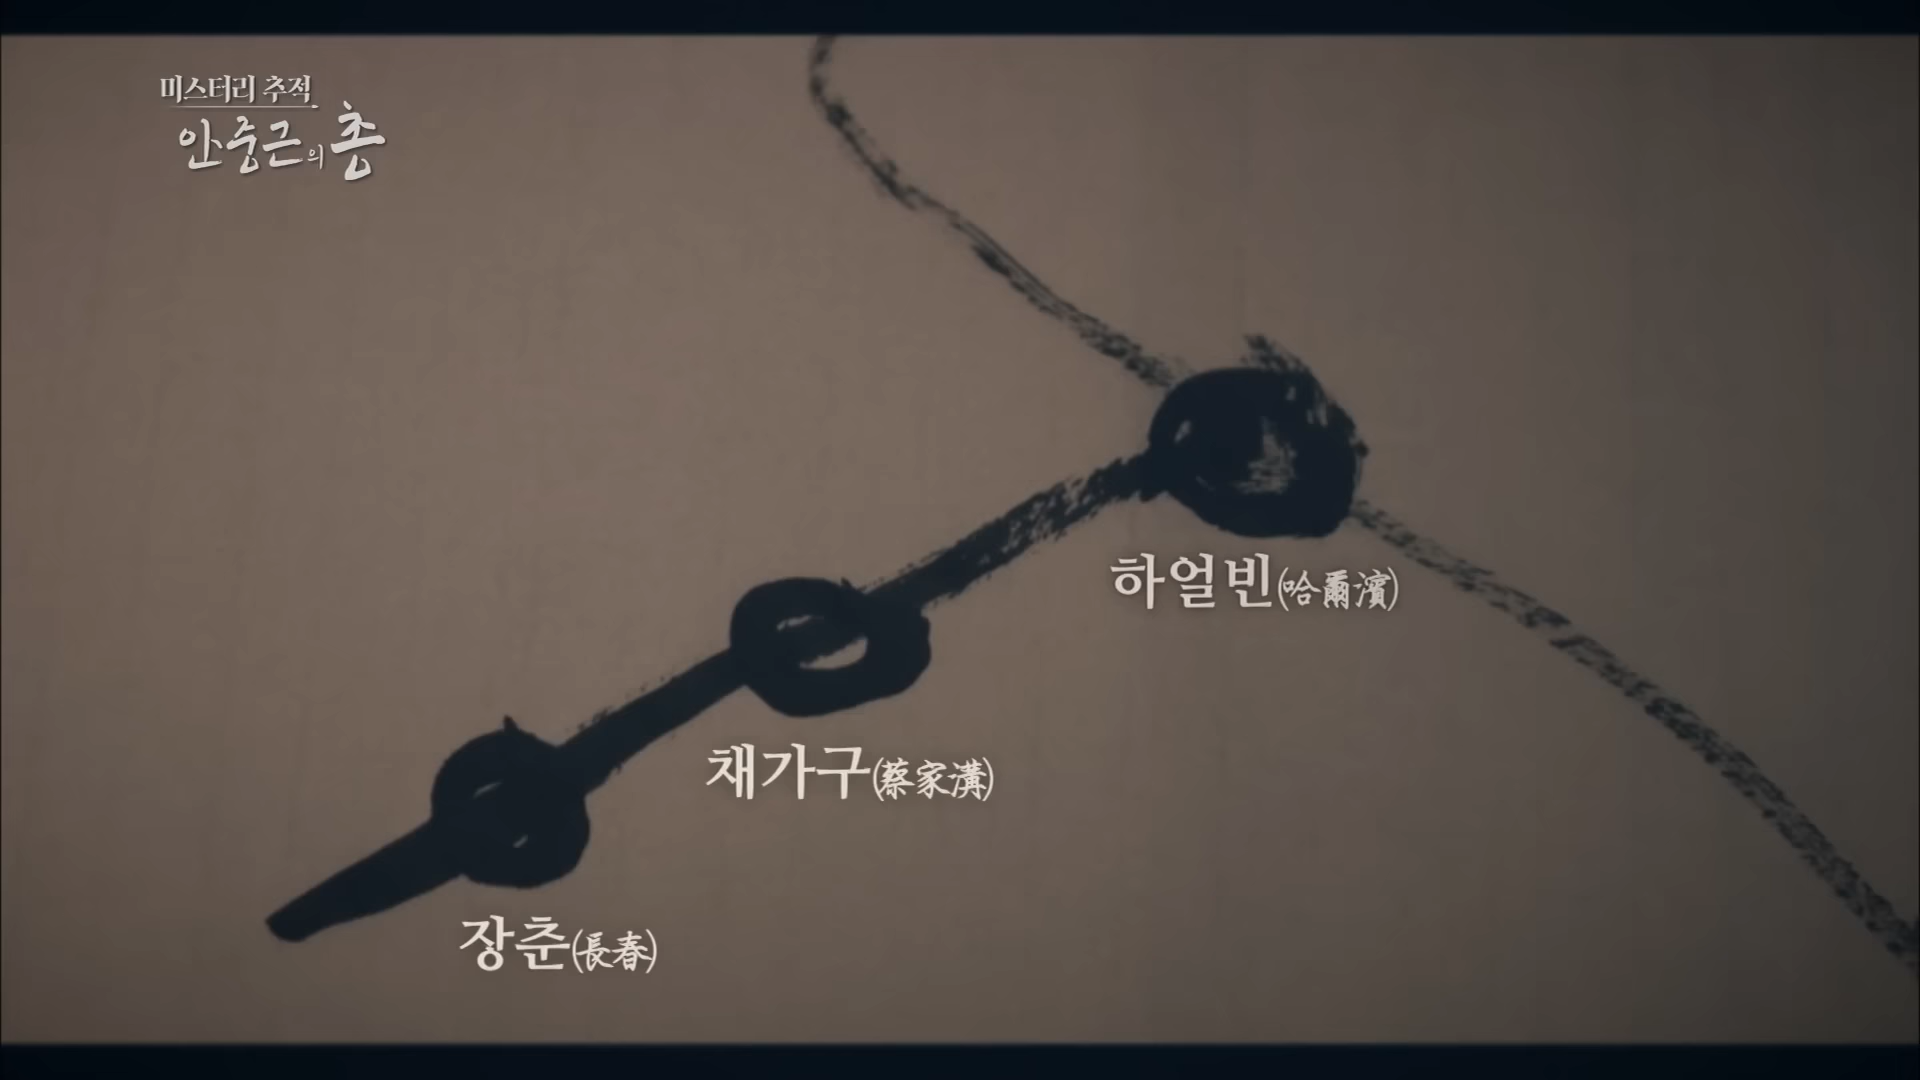 미스터리 추적
안중근의 총
하얼빈(哈爾濱)
채가구(蔡家溝)
장춘(長春)